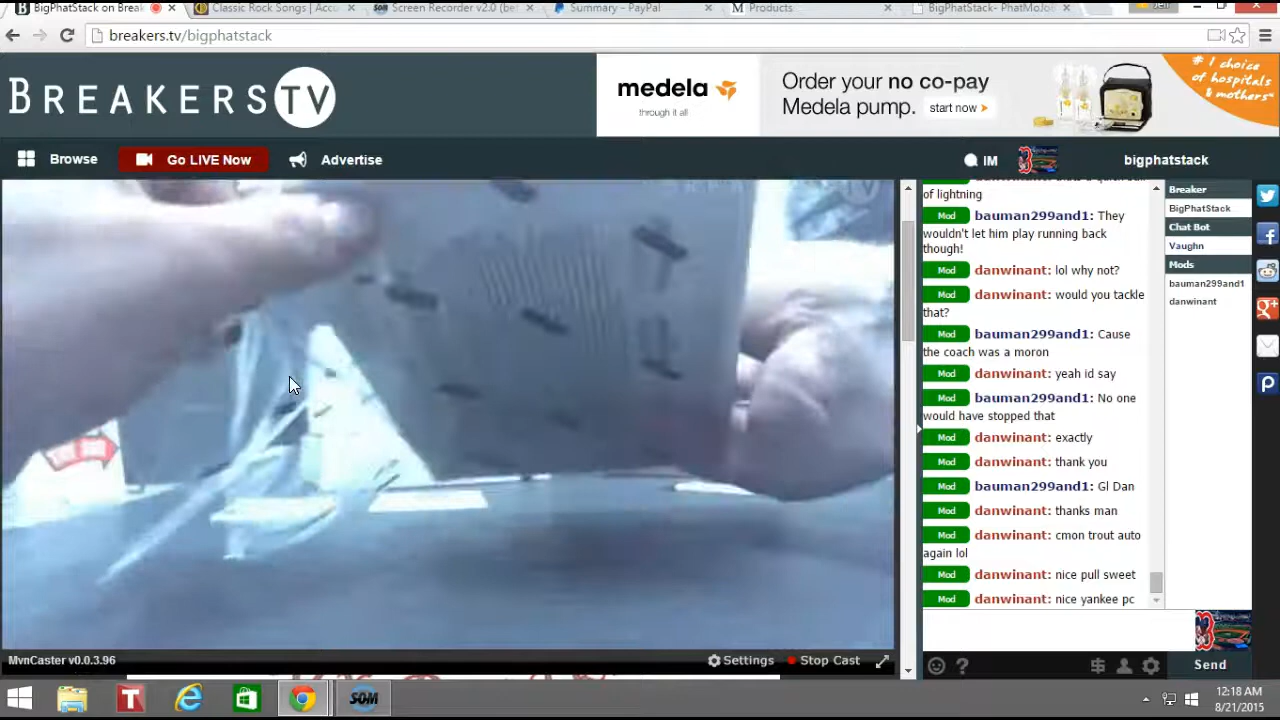 BigPhatStack on Break
Classic Rock Songs | Accu
Screen Recorder v2.0 (be
Summary - PayPal
Products
BigPhatStack- PhatMoJo
Jeff
breakers.tv/bigphatstack
BREAKERS TV
medela
through it all
Order your no co-pay
Medela pump. start now >
# 1 choice
of hospitals
& mothers*
Browse
Go LIVE Now
Advertise
IM
bigphatstack
of lightning
Mod bauman299and1: They
wouldn't let him play running back
though!
Mod danwinant: lol why not?
Mod danwinant: would you tackle
that?
Mod bauman299and1: Cause
the coach was a moron
Mod danwinant: yeah id say
Mod bauman299and1: No one
would have stopped that
Mod danwinant: exactly
Mod danwinant: thank you
Mod bauman299and1: Gl Dan
Mod danwinant: thanks man
Mod danwinant: cmon trout auto
again lol
Mod danwinant: nice pull sweet
Mod danwinant: nice yankee pc
Breaker
BigPhatStack
Chat Bot
Vaughn
Mods
bauman299and1
danwinant
MvnCaster v0.0.3.96
Settings
Stop Cast
Send
SOM
12:18 AM
8/21/2015